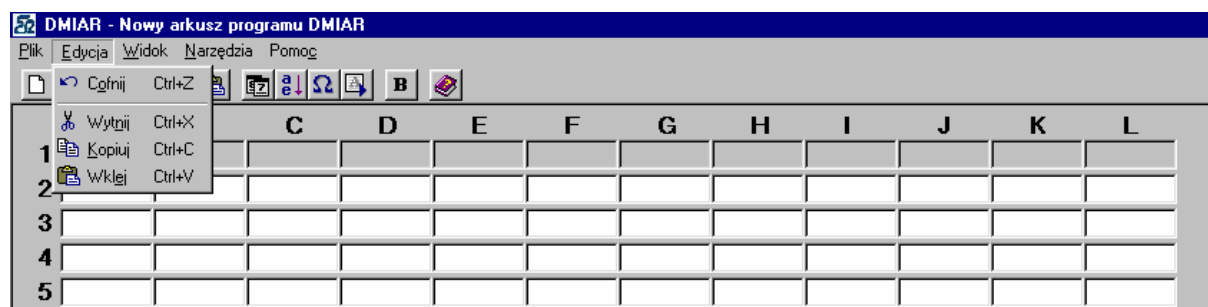 DMIAR - Nowy arkusz programu DMIAR
Plik Edycja Widok Narzędzia Pomoc
Cofnij Ctrl+Z
Wytnij Ctrl+X
Kopiuj Ctrl+C
Wklej Ctrl+V
B
C D E F G H I J K L
1
2
3
4
5